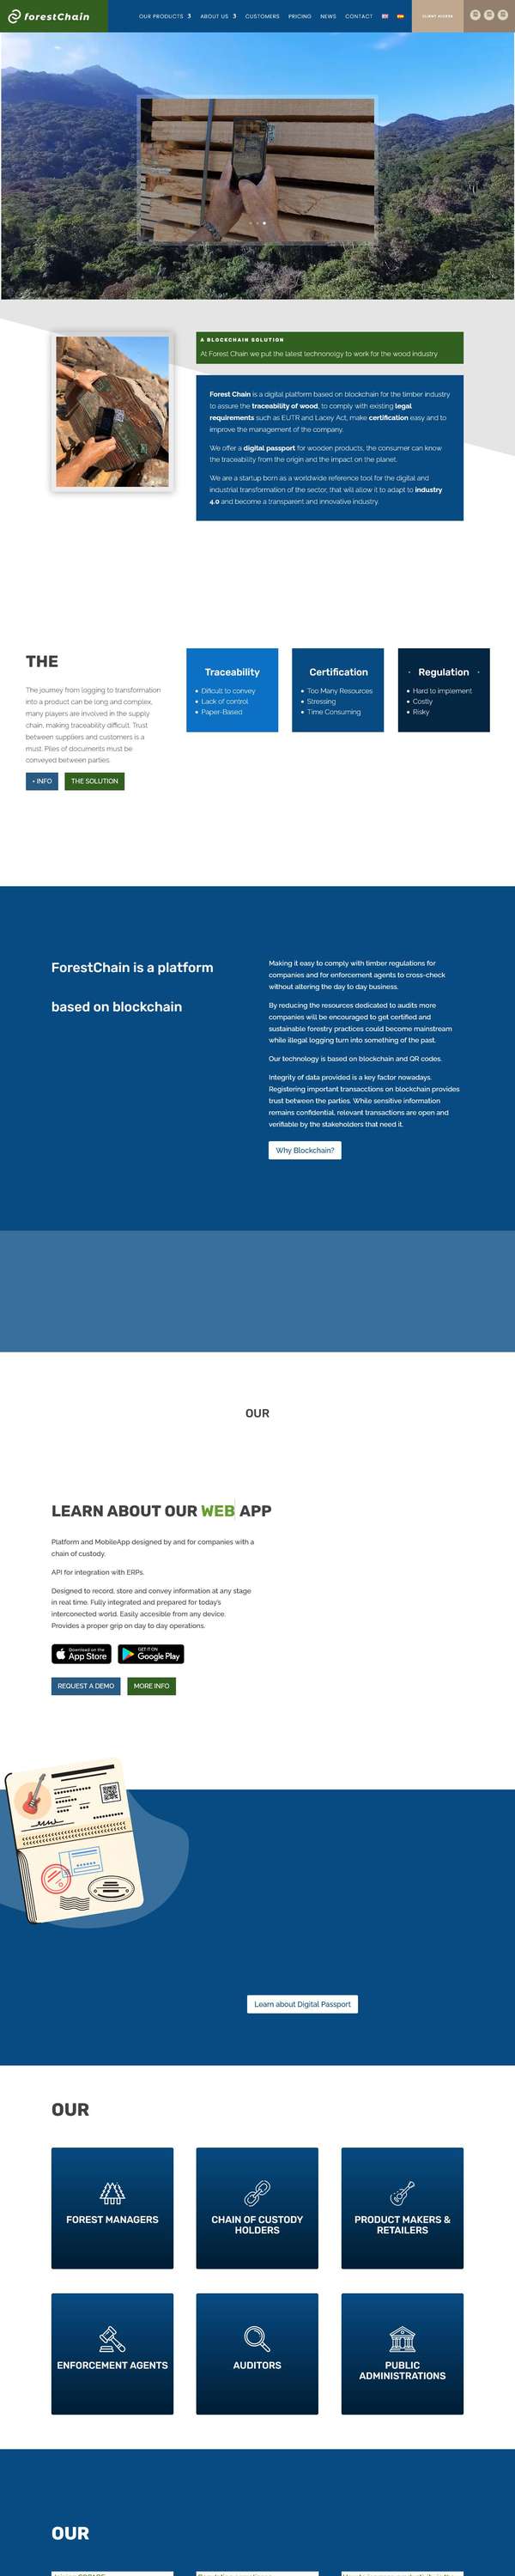 forestChain
OUR PRODUCTS 3 ABOUT US 3 CUSTOMERS PRICING NEWS CONTACT
CLIENT ACCESS
A BLOCKCHAIN SOLUTION
At Forest Chain we put the latest technonolgy to work for the wood industry
Forest Chain is a digital platform based on blockchain for the timber industry
to assure the traceability of wood, to comply with existing legal
requirements such as EUTR and Lacey Act, make certification easy and to
improve the management of the company.
We offer a digital passport for wooden products, the consumer can know
the traceability from the origin and the impact on the planet.
We are a startup born as a worldwide reference tool for the digital and
industrial transformation of the sector, that will allow it to adapt to industry
4.0 and become a transparent and innovative industry.
THE
The journey from logging to transformation
into a product can be long and complex,
many players are involved in the supply
chain, making traceability difficult. Trust
between suppliers and customers is a
must. Piles of documents must be
conveyed between parties.
+ INFO
THE SOLUTION
Traceability
• Dificult to convey
• Lack of control
• Paper-Based
Certification
• Too Many Resources
• Stressing
• Time Consuming
Regulation
• Hard to implement
• Costly
• Risky
ForestChain is a platform
based on blockchain
Making it easy to comply with timber regulations for
companies and for enforcement agents to cross-check
without altering the day to day business.
By reducing the resources dedicated to audits more
companies will be encouraged to get certified and
sustainable forestry practices could become mainstream
while illegal logging turn into something of the past.
Our technology is based on blockchain and QR codes.
Integrity of data provided is a key factor nowadays.
Registering important transacctions on blockchain provides
trust between the parties. While sensitive information
remains confidential, relevant transactions are open and
verifiable by the stakeholders that need it.
Why Blockchain?
OUR
LEARN ABOUT OUR WEB APP
Platform and MobileApp designed by and for companies with a
chain of custody.
API for integration with ERPs.
Designed to record, store and convey information at any stage
in real time. Fully integrated and prepared for today's
interconected world. Easily accesible from any device.
Provides a proper grip on day to day operations.
Download on the
App Store
GET IT ON
Google Play
REQUEST A DEMO
MORE INFO
Learn about Digital Passport
OUR
FOREST MANAGERS
CHAIN OF CUSTODY
HOLDERS
PRODUCT MAKERS &
RETAILERS
ENFORCEMENT AGENTS
AUDITORS
PUBLIC
ADMINISTRATIONS
OUR